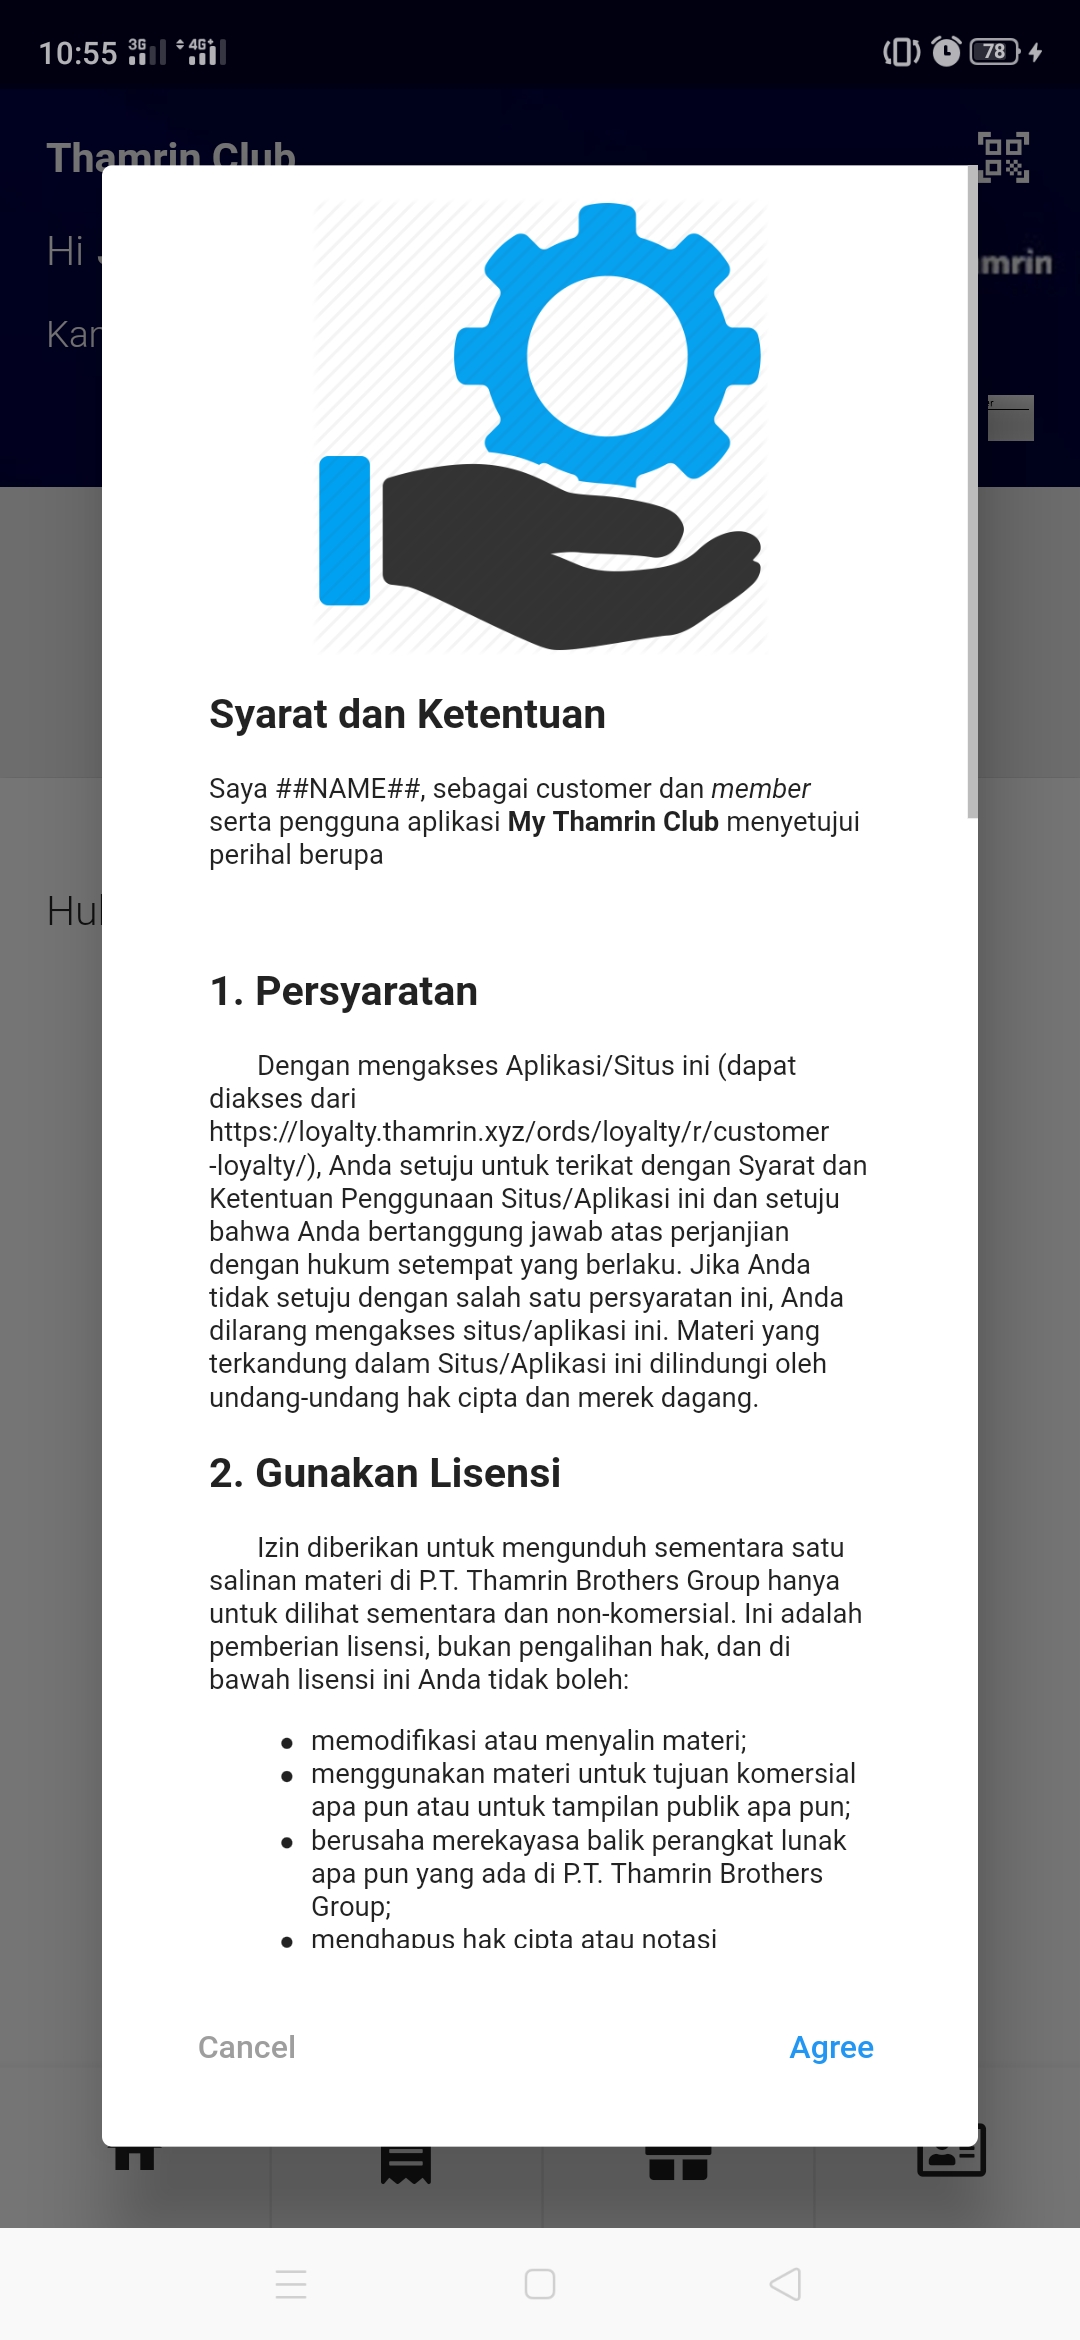 10:55 3G 4G+ 78
Thamrin Club
Hi
mrin
Syarat dan Ketentuan
Saya ##NAME##, sebagai customer dan member
serta pengguna aplikasi My Thamrin Club menyetujui
perihal berupa
1. Persyaratan
Dengan mengakses Aplikasi/Situs ini (dapat
diakses dari
https://loyalty.thamrin.xyz/ords/loyalty/r/customer
-loyalty/), Anda setuju untuk terikat dengan Syarat dan
Ketentuan Penggunaan Situs/Aplikasi ini dan setuju
bahwa Anda bertanggung jawab atas perjanjian
dengan hukum setempat yang berlaku. Jika Anda
tidak setuju dengan salah satu persyaratan ini, Anda
dilarang mengakses situs/aplikasi ini. Materi yang
terkandung dalam Situs/Aplikasi ini dilindungi oleh
undang-undang hak cipta dan merek dagang.
2. Gunakan Lisensi
Izin diberikan untuk mengunduh sementara satu
salinan materi di P.T. Thamrin Brothers Group hanya
untuk dilihat sementara dan non-komersial. Ini adalah
pemberian lisensi, bukan pengalihan hak, dan di
bawah lisensi ini Anda tidak boleh:
● memodifikasi atau menyalin materi;
● menggunakan materi untuk tujuan komersial
apa pun atau untuk tampilan publik apa pun;
● berusaha merekayasa balik perangkat lunak
apa pun yang ada di P.T. Thamrin Brothers
Group;
● menghapus hak cipta atau notasi
Cancel Agree